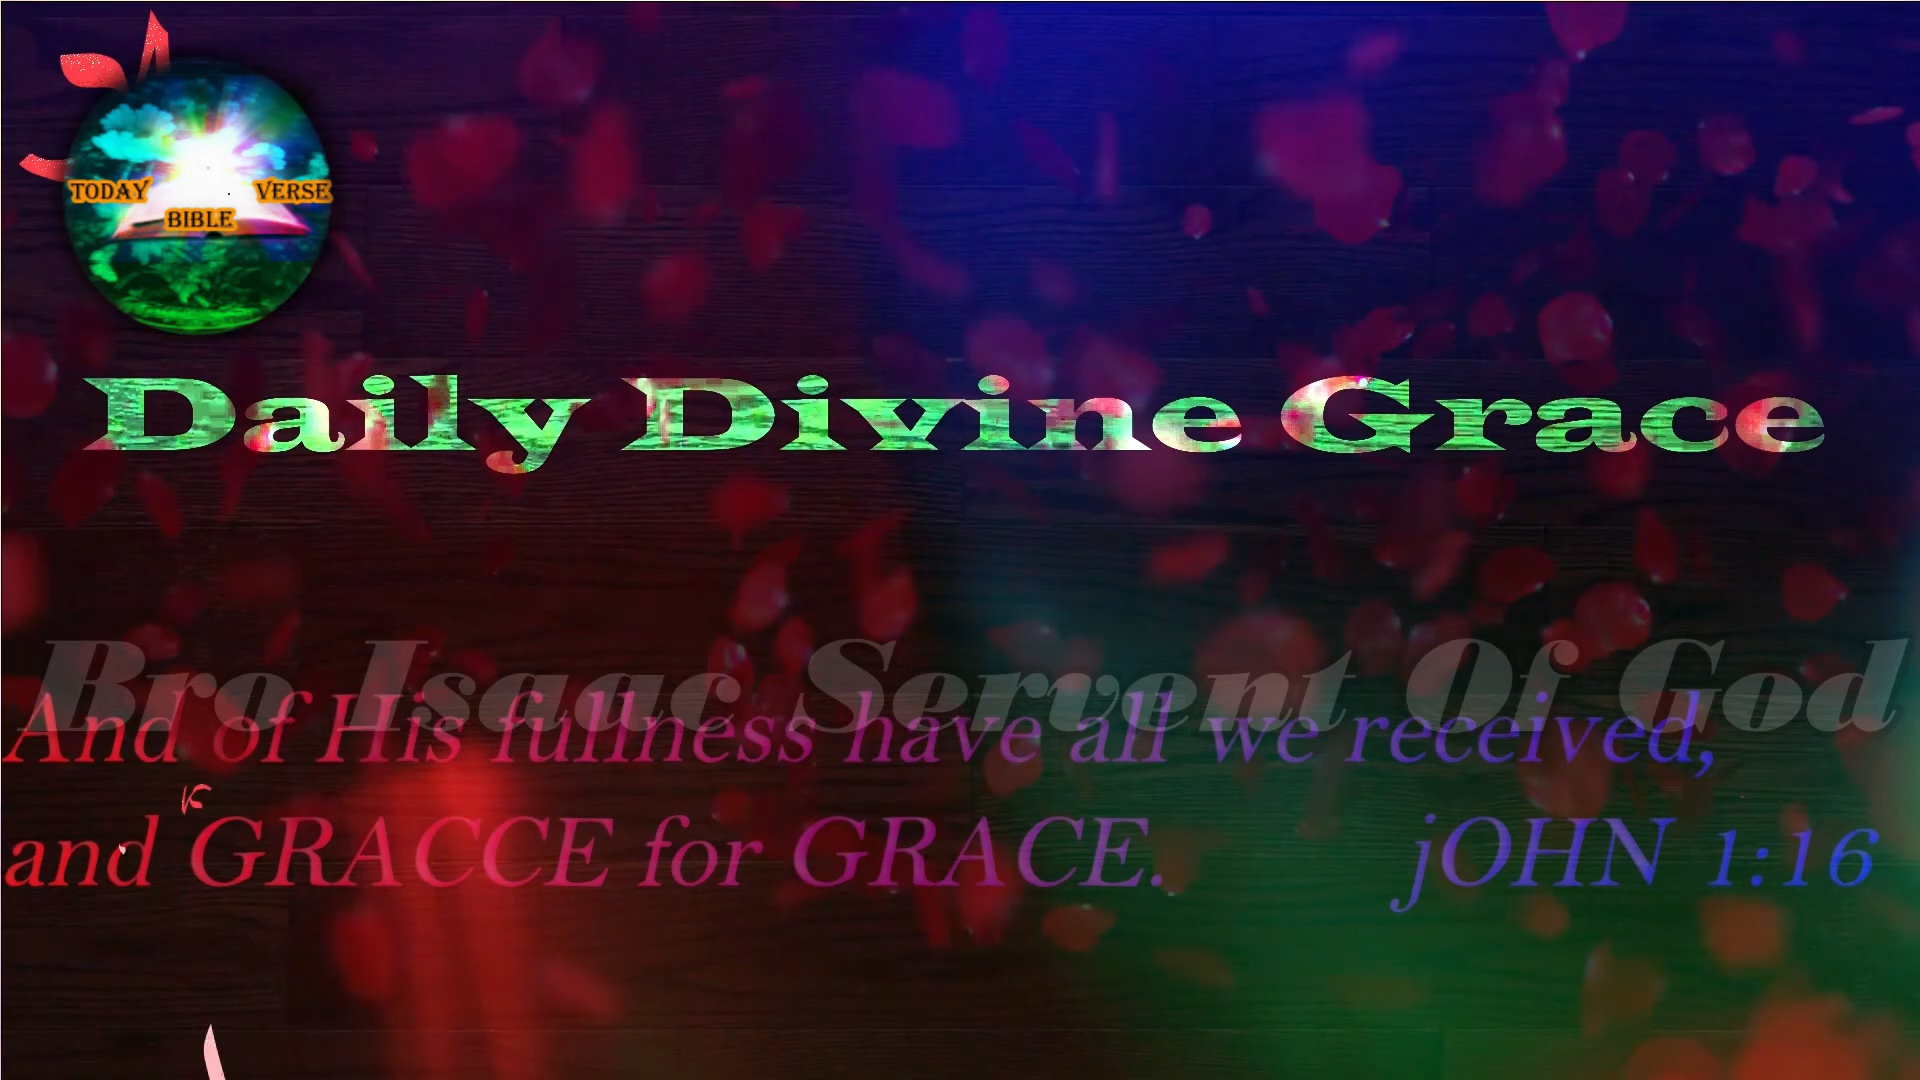 TODAY VERSE
BIBLE
Daily Divine Grace
Bro Isaac Servent Of God
And of His fullness have all we received,
and GRACCE for GRACE. jOHN 1:16